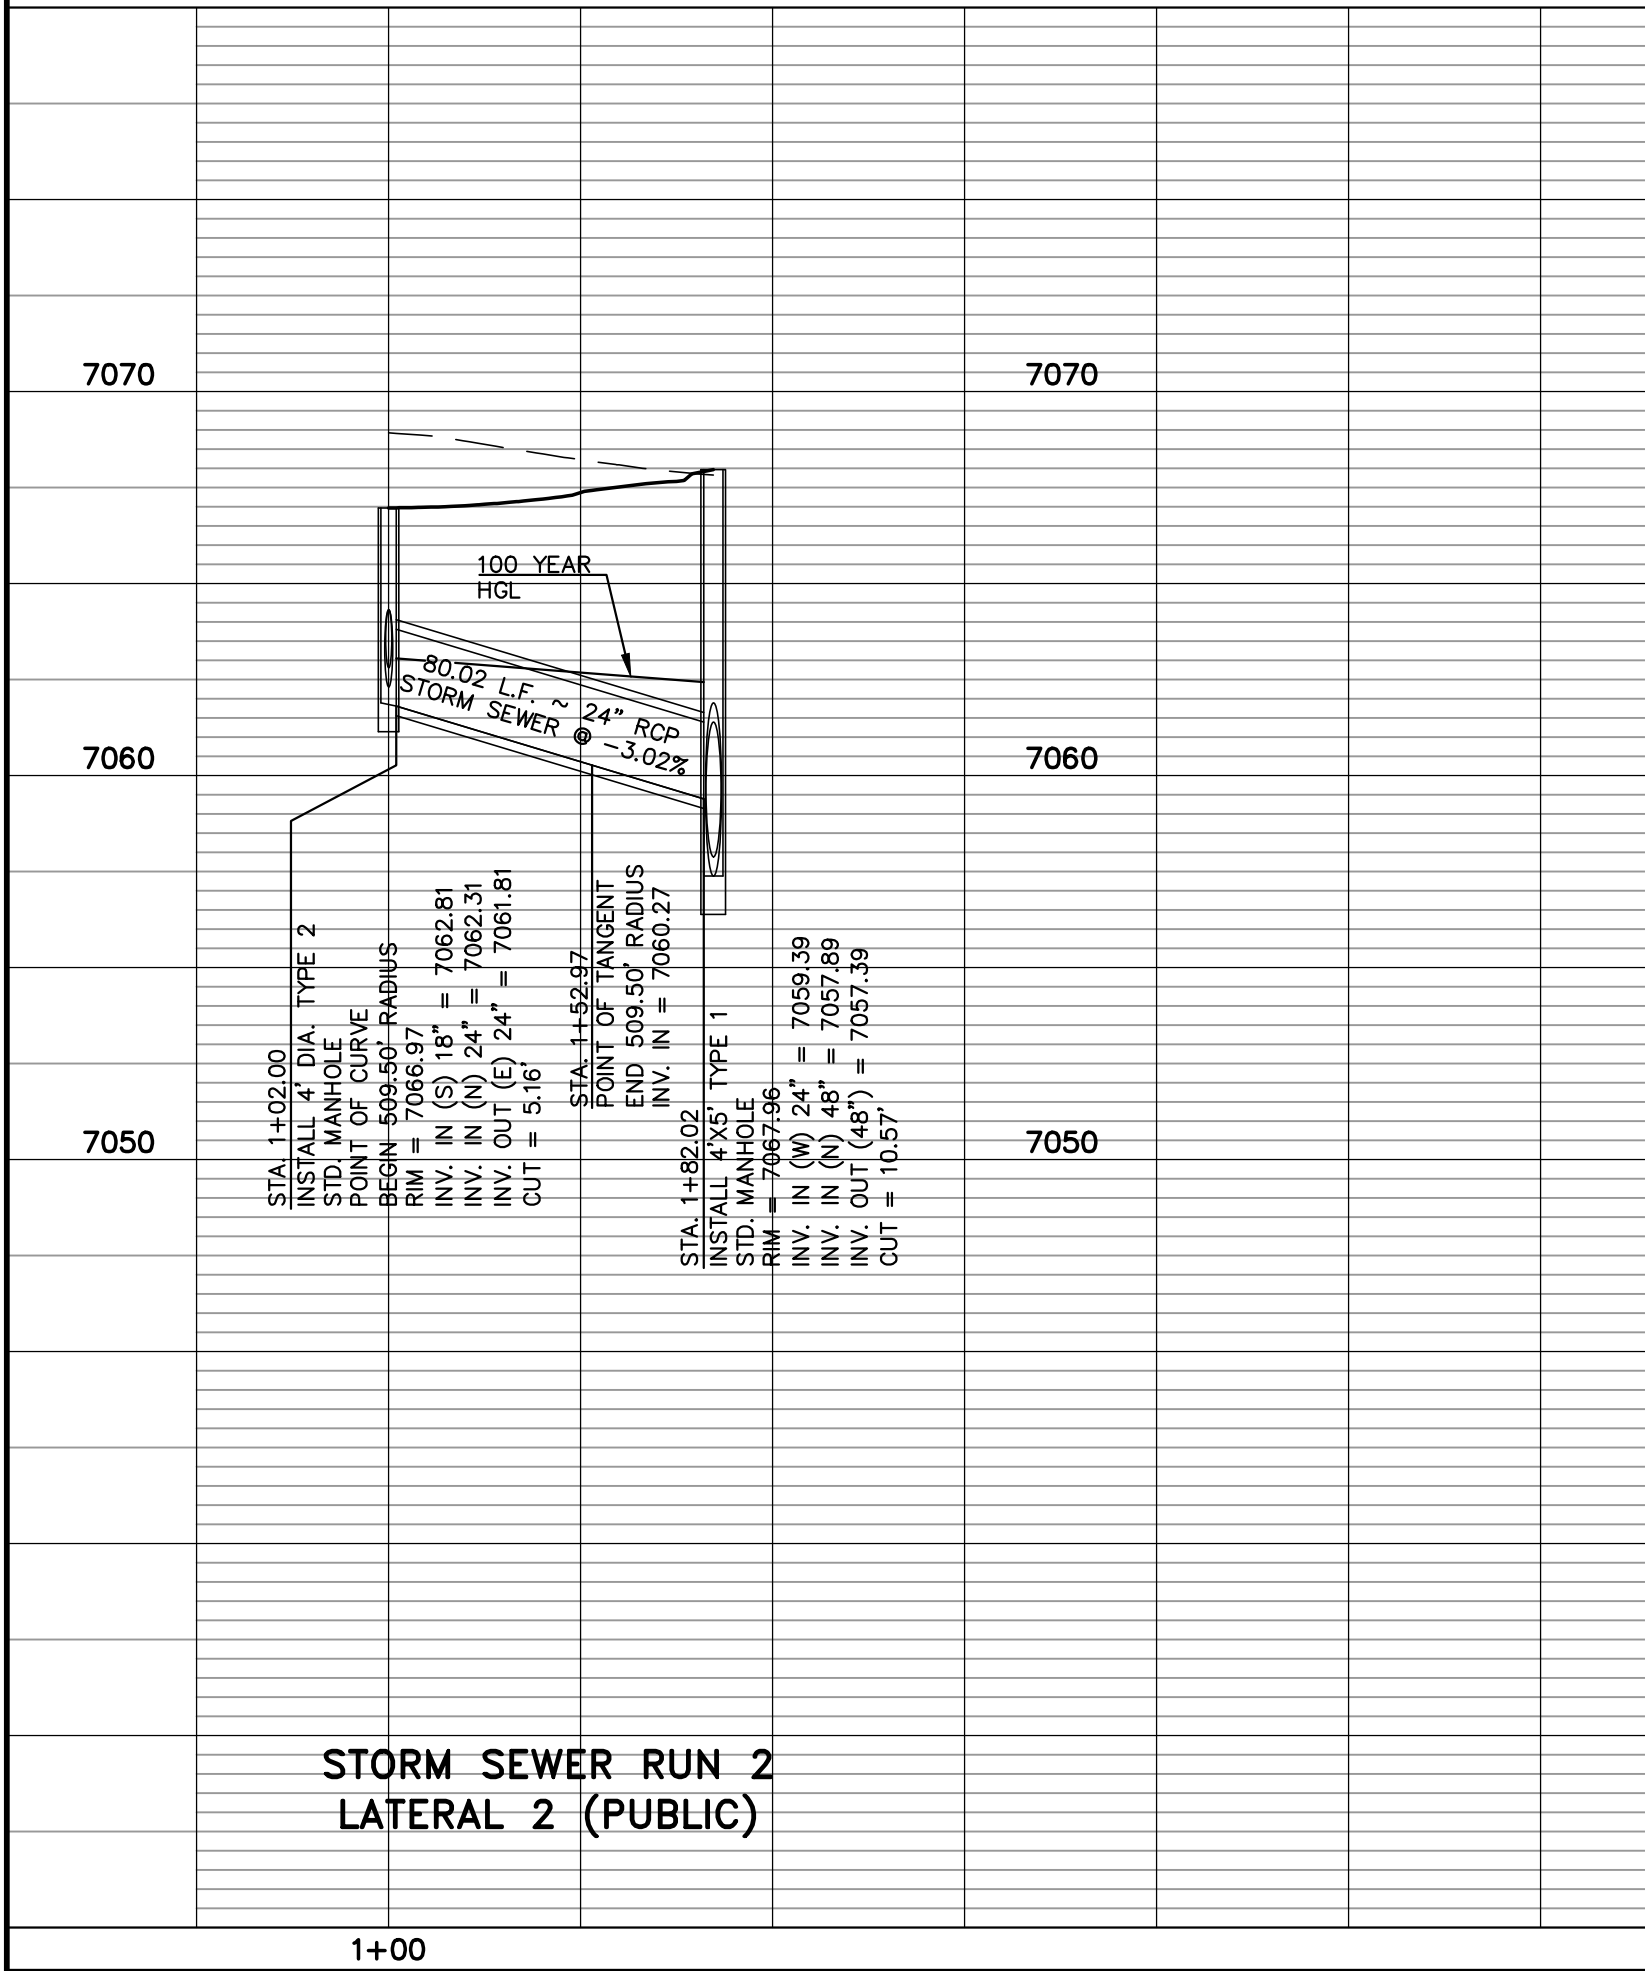 7070
7070
100 YEAR
HGL
80.02 L.F. ~ 24" RCP
STORM SEWER @ -3.02%
7060
7060
STA. 1+02.00
INSTALL 4' DIA. TYPE 2
STD. MANHOLE
POINT OF CURVE
BEGIN 509.50' RADIUS
RIM = 7066.97
INV. IN (S) 18" = 7062.81
INV. IN (N) 24" = 7062.31
INV. OUT (E) 24" = 7061.81
CUT = 5.16'
STA. 1+52.97
POINT OF TANGENT
END 509.50' RADIUS
INV. IN = 7060.27
STA. 1+82.02
INSTALL 4'X5' TYPE 1
STD. MANHOLE
RIM = 7067.96
INV. IN (W) 24" = 7059.39
INV. IN (N) 48" = 7057.89
INV. OUT (48") = 7057.39
CUT = 10.57'
7050
7050
STORM SEWER RUN 2
LATERAL 2 (PUBLIC)
1+00